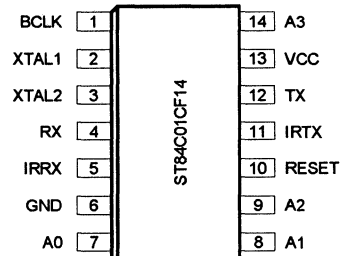 BCLK 1 14 A3
XTAL1 2 13 VCC
XTAL2 3 12 TX
RX 4 11 IRTX
IRRX 5 10 RESET
GND 6 9 A2
A0 7 8 A1
ST84C01CF14